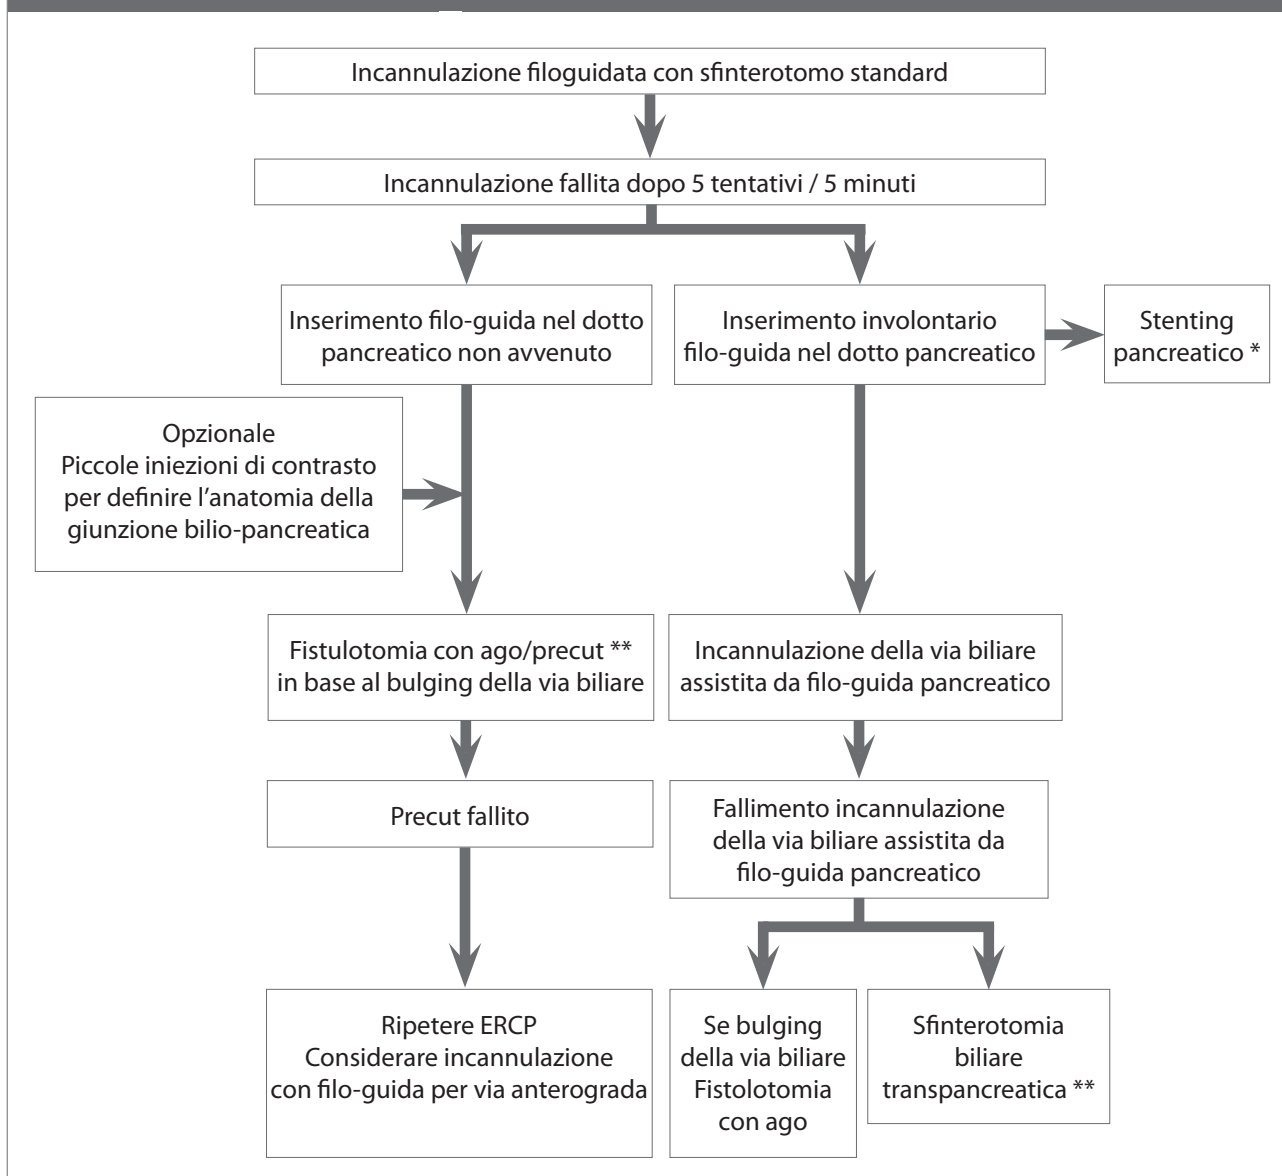 Incannulazione filoguidata con sfinterotomo standard
Incannulazione fallita dopo 5 tentativi / 5 minuti
Inserimento filo-guida nel dotto
pancreatico non avvenuto
Inserimento involontario
filo-guida nel dotto pancreatico
Stenting
pancreatico *
Opzionale
Piccole iniezioni di contrasto
per definire l'anatomia della
giunzione bilio-pancreatica
Fistulotomia con ago/precut **
in base al bulging della via biliare
Incannulazione della via biliare
assistita da filo-guida pancreatico
Precut fallito
Fallimento incannulazione
della via biliare assistita da
filo-guida pancreatico
Ripetere ERCP
Considerare incannulazione
con filo-guida per via anterograda
Se bulging
della via biliare
Fistolotomia
con ago
Sfinterotomia
biliare
transpancreatica **